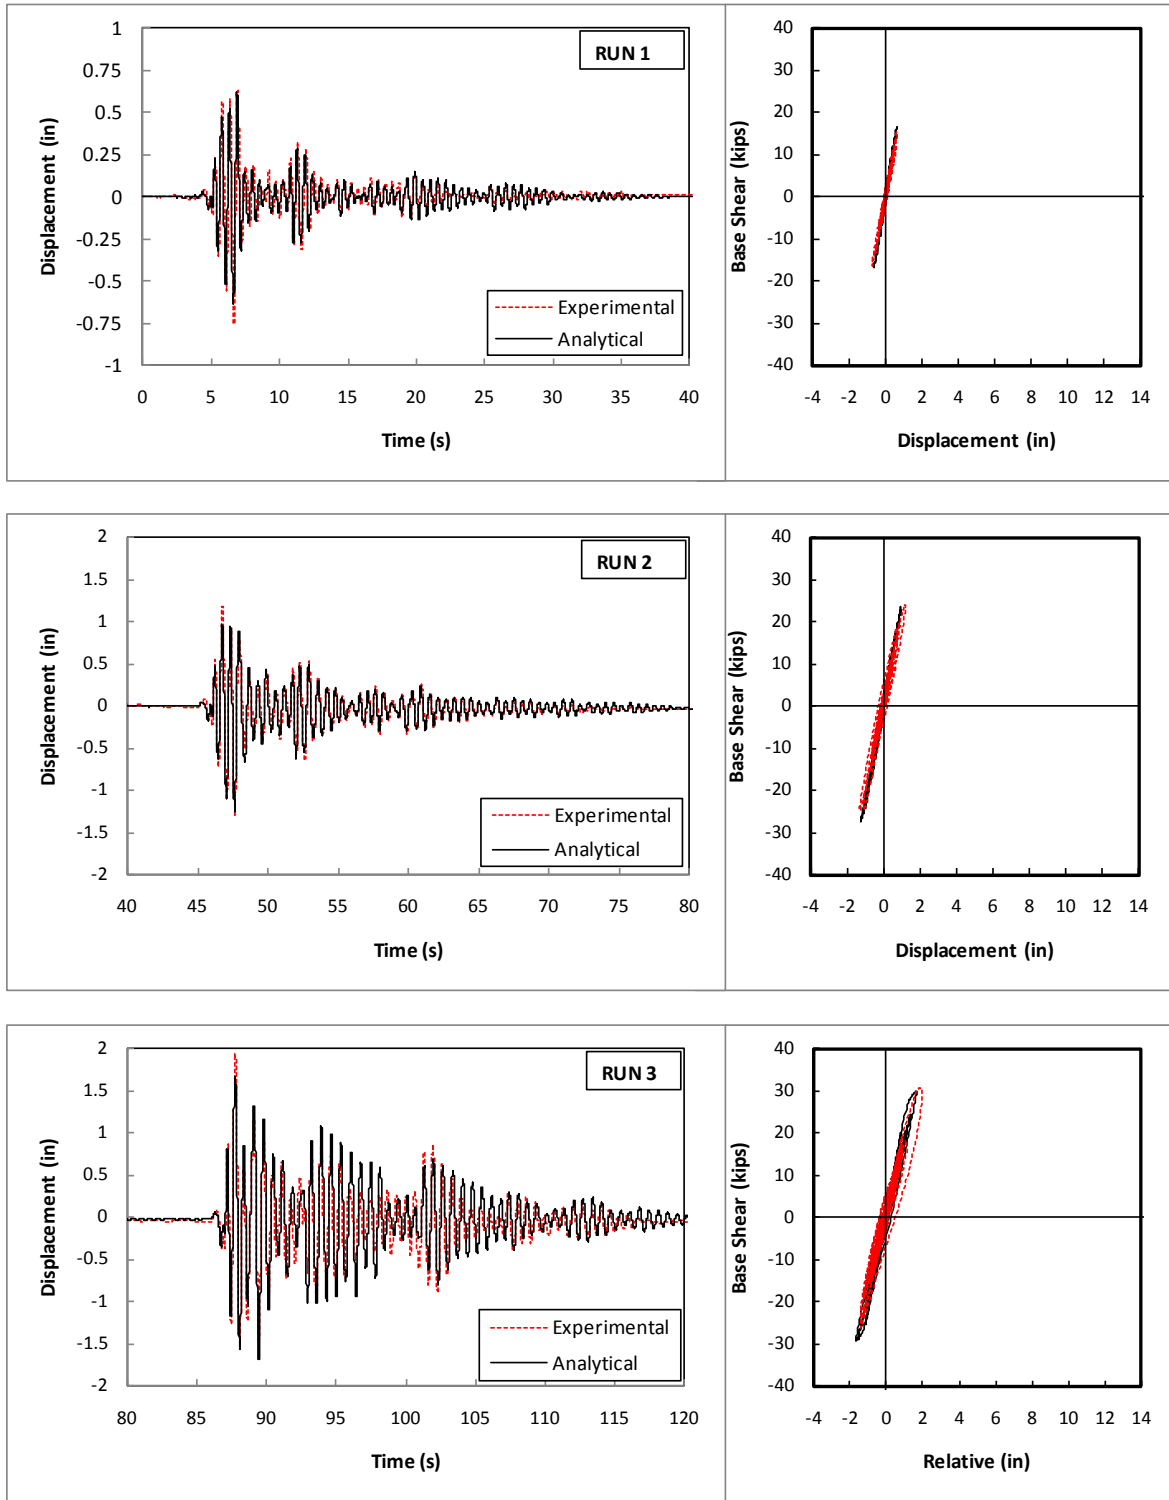 RUN 1
1
0.75
0.5
0.25
0
-0.25
-0.5
-0.75
-1
Displacement (in)
Experimental
Analytical
0 5 10 15 20 25 30 35 40
Time (s)
40
30
20
10
0
-10
-20
-30
-40
Base Shear (kips)
-4 -2 0 2 4 6 8 10 12 14
Displacement (in)
RUN 2
2
1.5
1
0.5
0
-0.5
-1
-1.5
-2
Displacement (in)
Experimental
Analytical
40 45 50 55 60 65 70 75 80
Time (s)
40
30
20
10
0
-10
-20
-30
-40
Base Shear (kips)
-4 -2 0 2 4 6 8 10 12 14
Displacement (in)
RUN 3
2
1.5
1
0.5
0
-0.5
-1
-1.5
-2
Displacement (in)
Experimental
Analytical
80 85 90 95 100 105 110 115 120
Time (s)
40
30
20
10
0
-10
-20
-30
-40
Base Shear (kips)
-4 -2 0 2 4 6 8 10 12 14
Relative (in)